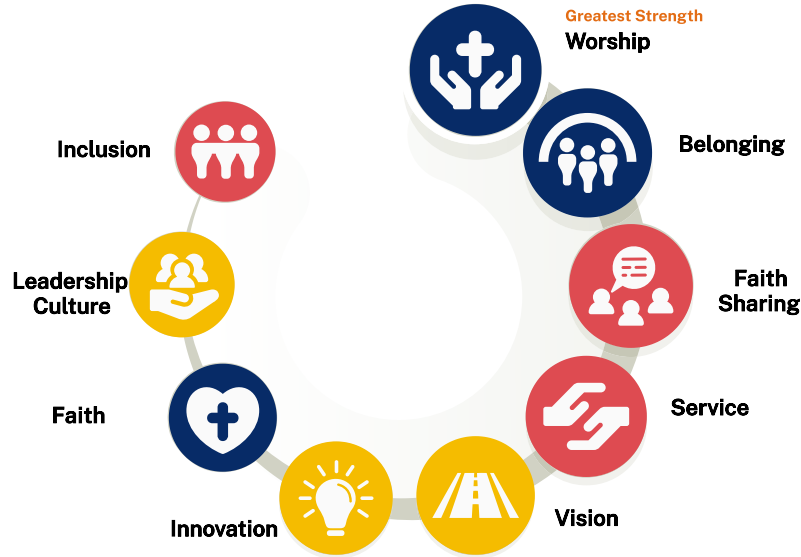 Greatest Strength
Worship
Belonging
Faith
Sharing
Service
Vision
Innovation
Faith
Leadership
Culture
Inclusion